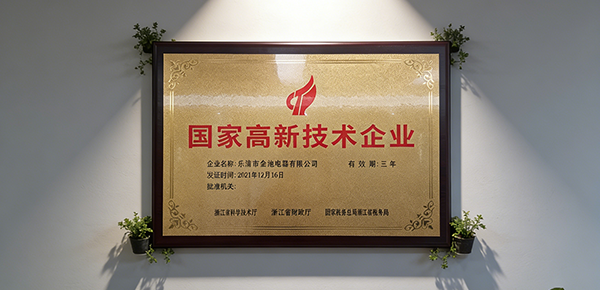 国家高新技术企业
企业名称: 乐清市金池电器有限公司 有 效 期: 三 年
发证时间: 2021年12月16日
批准机关:
浙江省科学技术厅 浙江省财政厅 国家税务总局浙江省税务局